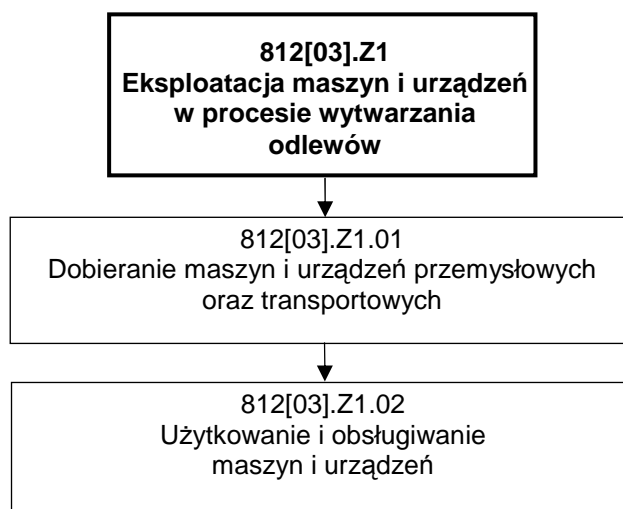 812[03].Z1
Eksploatacja maszyn i urządzeń
w procesie wytwarzania
odlewów
812[03].Z1.01
Dobieranie maszyn i urządzeń przemysłowych
oraz transportowych
812[03].Z1.02
Użytkowanie i obsługiwanie
maszyn i urządzeń